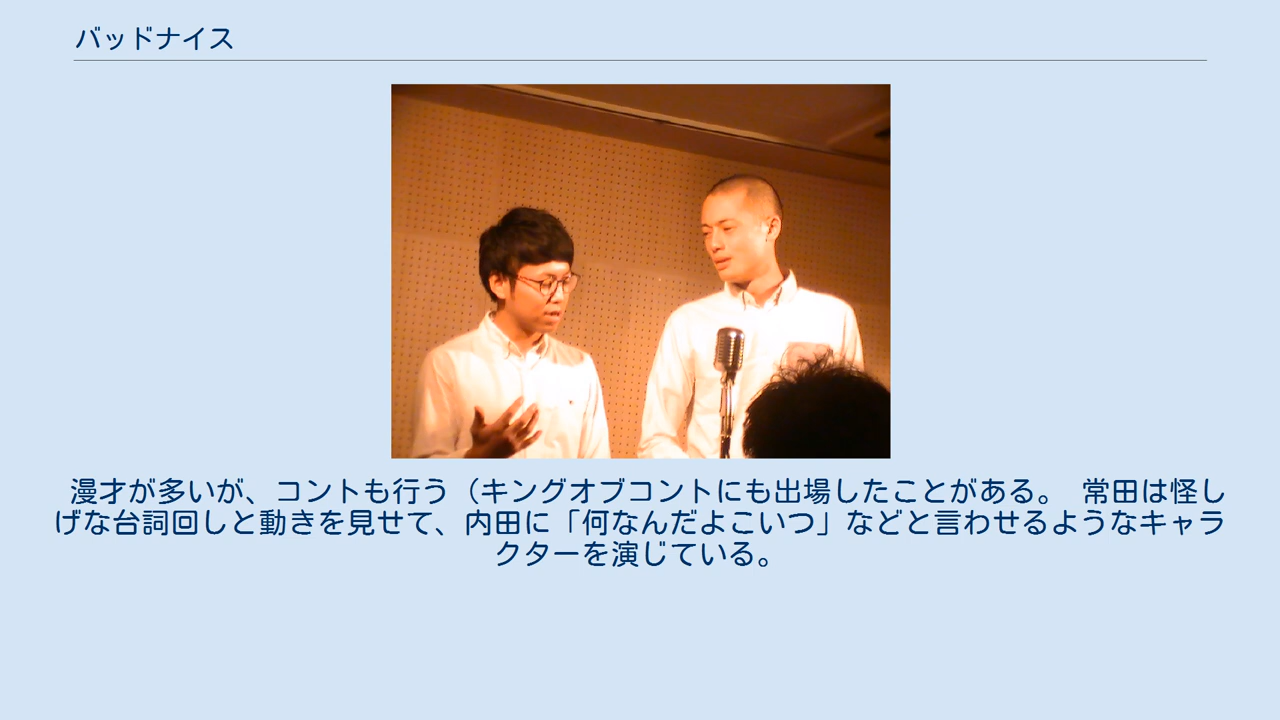 バッドナイス
漫才が多いが、コントも行う（キングオブコントにも出場したことがある。 常田は怪し
げな台詞回しと動きを見せて、内田に「何なんだよこいつ」などと言わせるようなキャラ
クターを演じている。